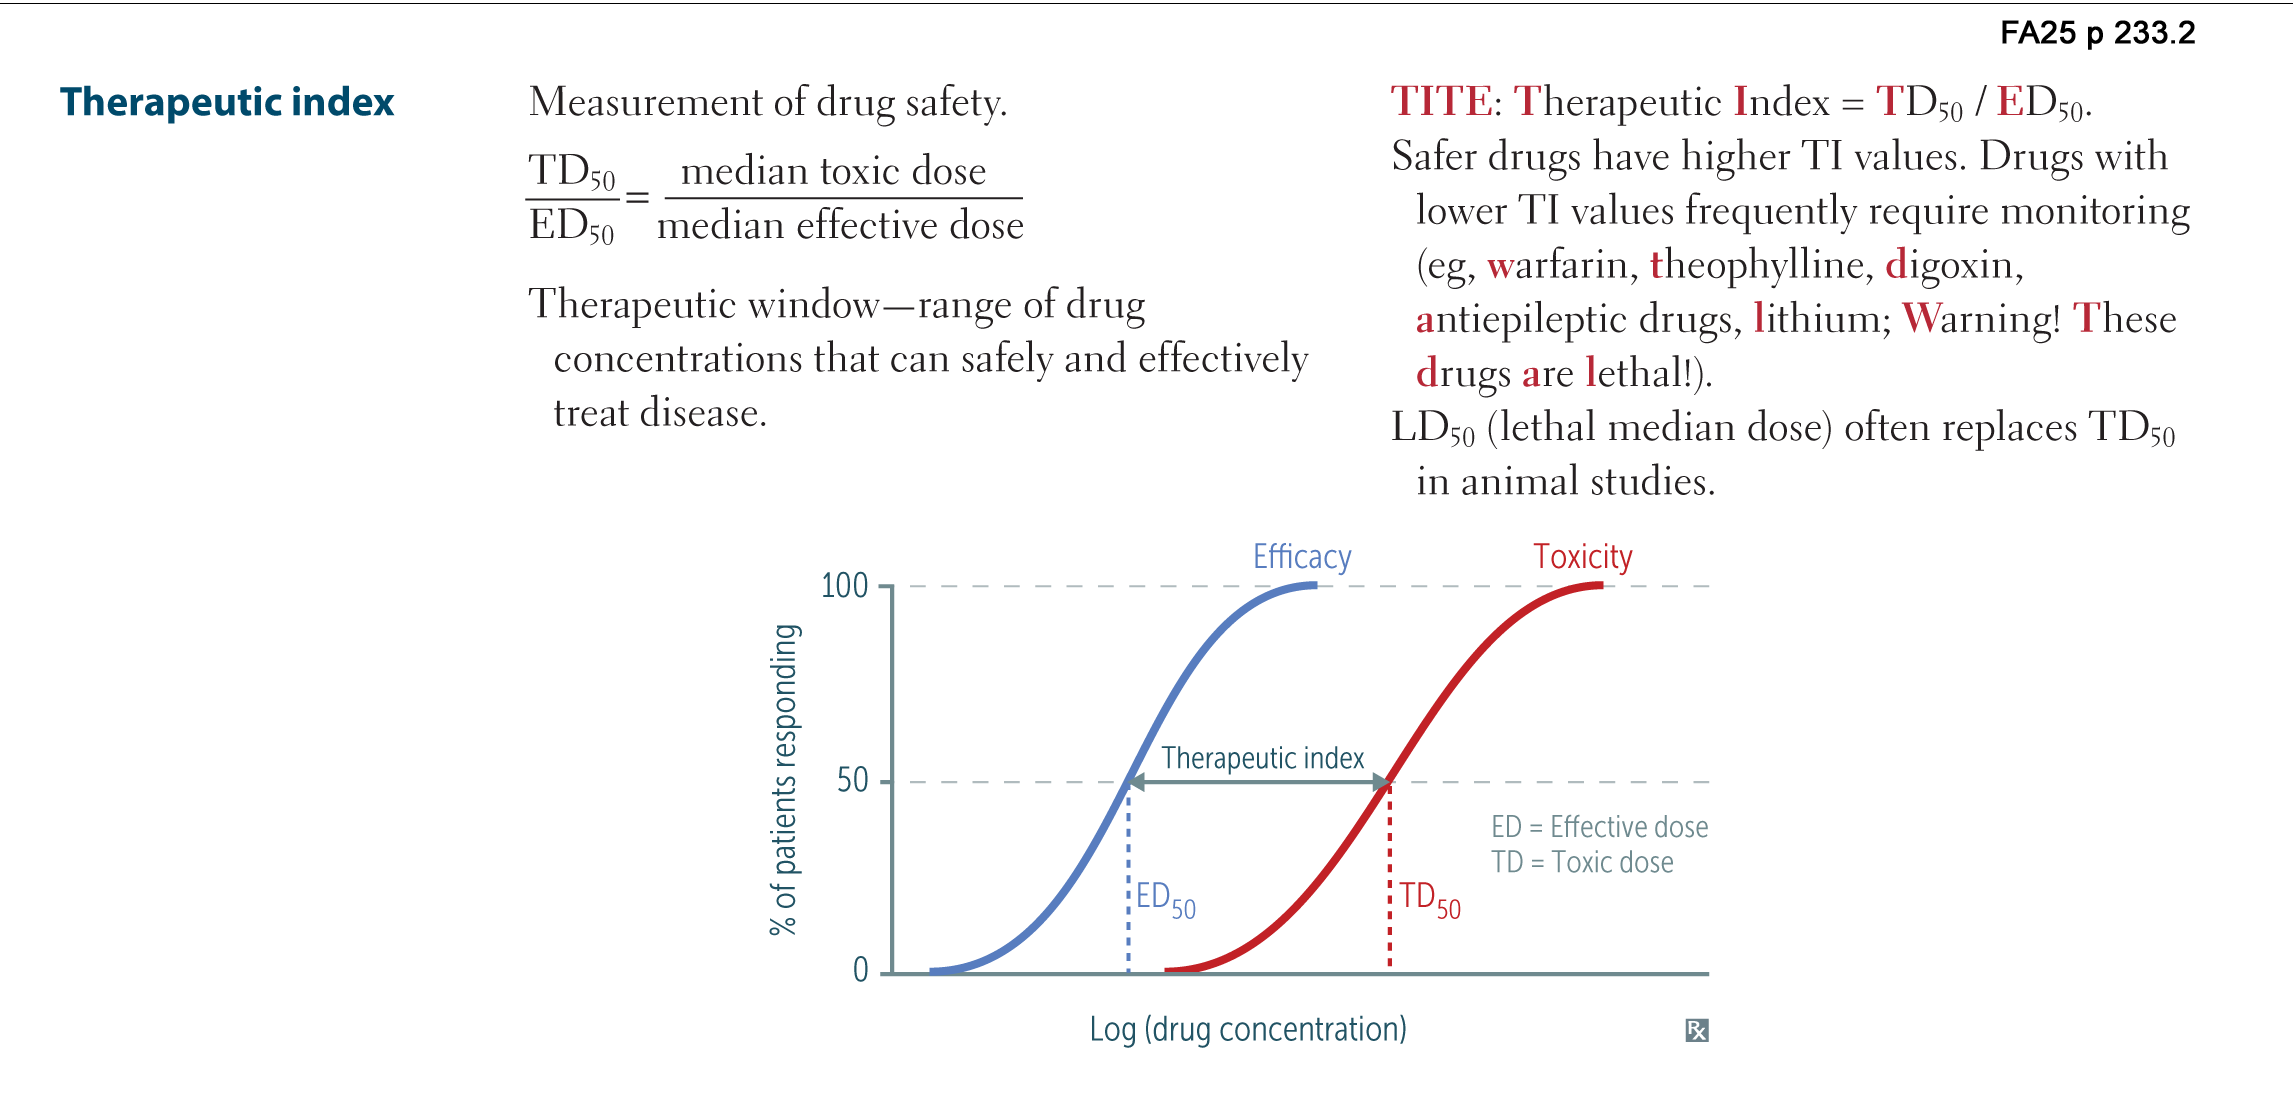 FA25 p 233.2
Therapeutic index
Measurement of drug safety.
TD50 / ED50 = median toxic dose / median effective dose
Therapeutic window—range of drug
concentrations that can safely and effectively
treat disease.
TITE: Therapeutic Index = TD50 / ED50.
Safer drugs have higher TI values. Drugs with
lower TI values frequently require monitoring
(eg, warfarin, theophylline, digoxin,
antiepileptic drugs, lithium; Warning! These
drugs are lethal!).
LD50 (lethal median dose) often replaces TD50
in animal studies.
Efficacy
Toxicity
100
50
0
% of patients responding
Therapeutic index
ED50
TD50
ED = Effective dose
TD = Toxic dose
Log (drug concentration)
Rx